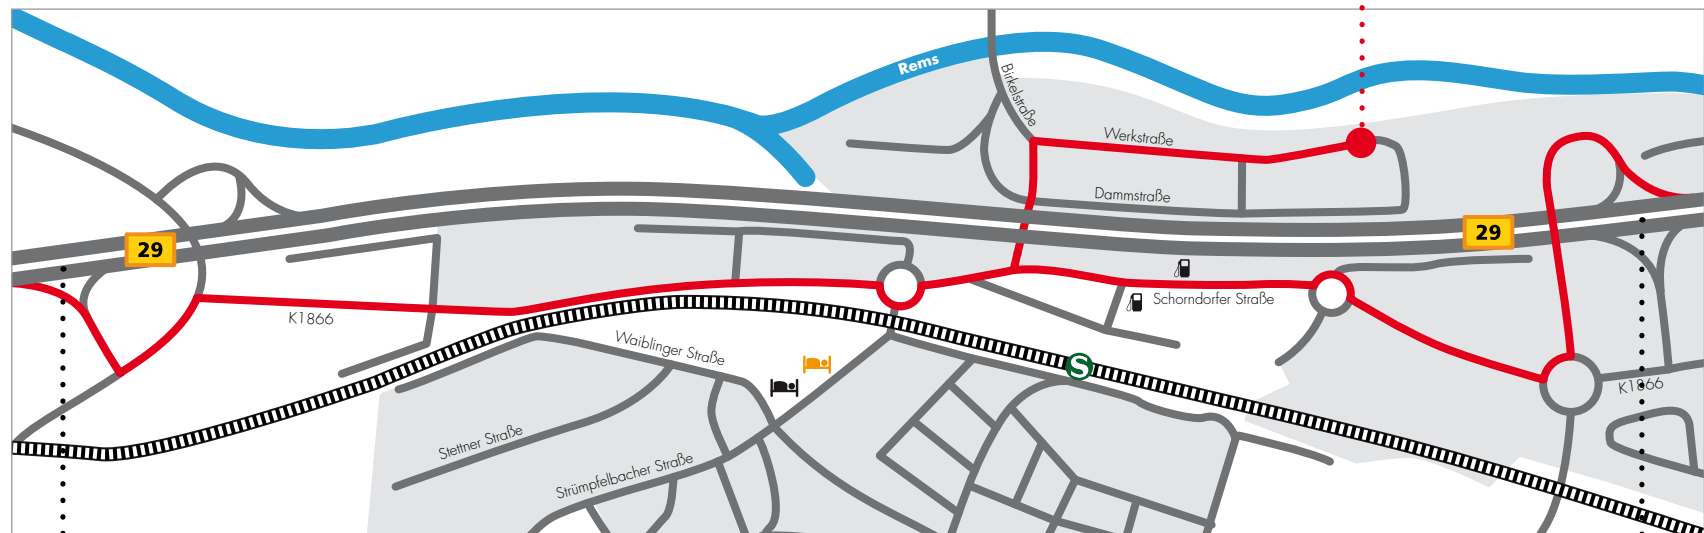 Rems
Birkelstraße
Werkstraße
Dammstraße
29
29
K1866
Schorndorfer Straße
Waiblinger Straße
S
K1866
Stettner Straße
Strümpfelbacher Straße